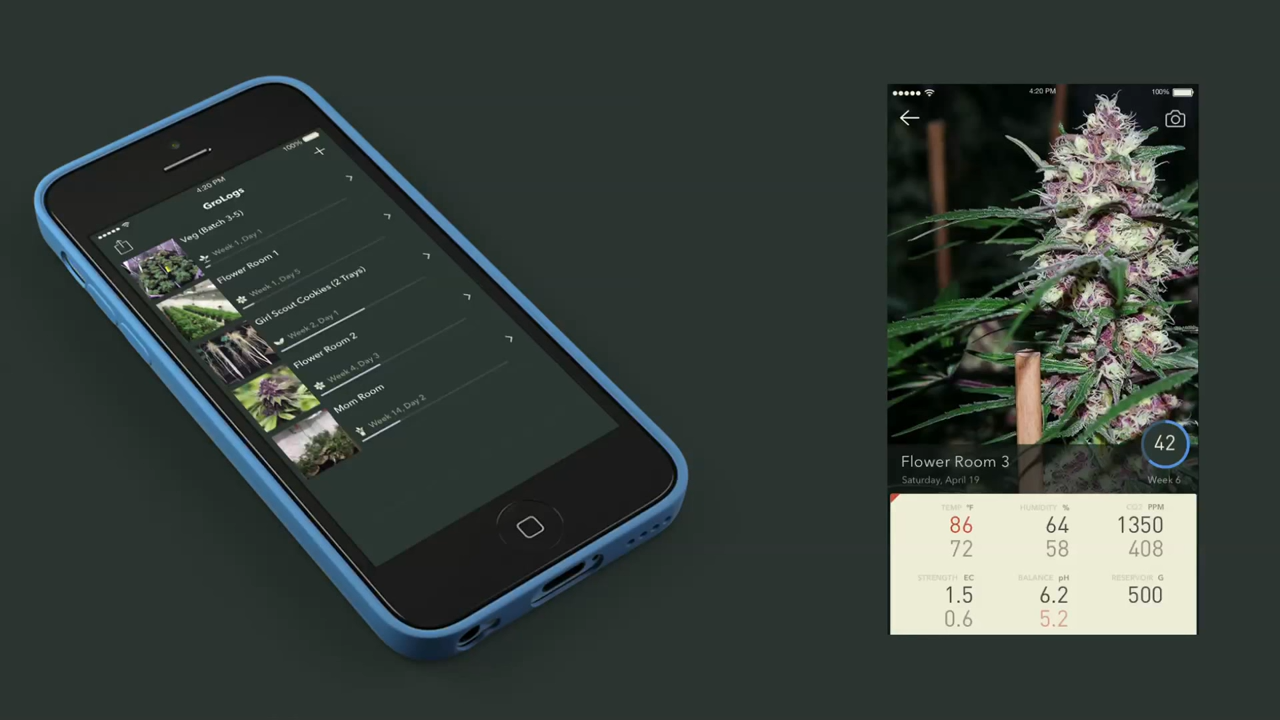 100%
4:20 PM
GroLogs
Veg (Batch 3-5)
Week 1, Day 1
Flower Room 1
Week 1, Day 5
Girl Scout Cookies (2 Trays)
Week 2, Day 1
Flower Room 2
Week 4, Day 3
Mom Room
Week 14, Day 2
4:20 PM 100%
42
Flower Room 3
Saturday, April 19 Week 6
TEMP °F HUMIDITY % CO2 PPM
86 64 1350
72 58 408
STRENGTH EC BALANCE pH RESERVOIR G
1.5 6.2 500
0.6 5.2